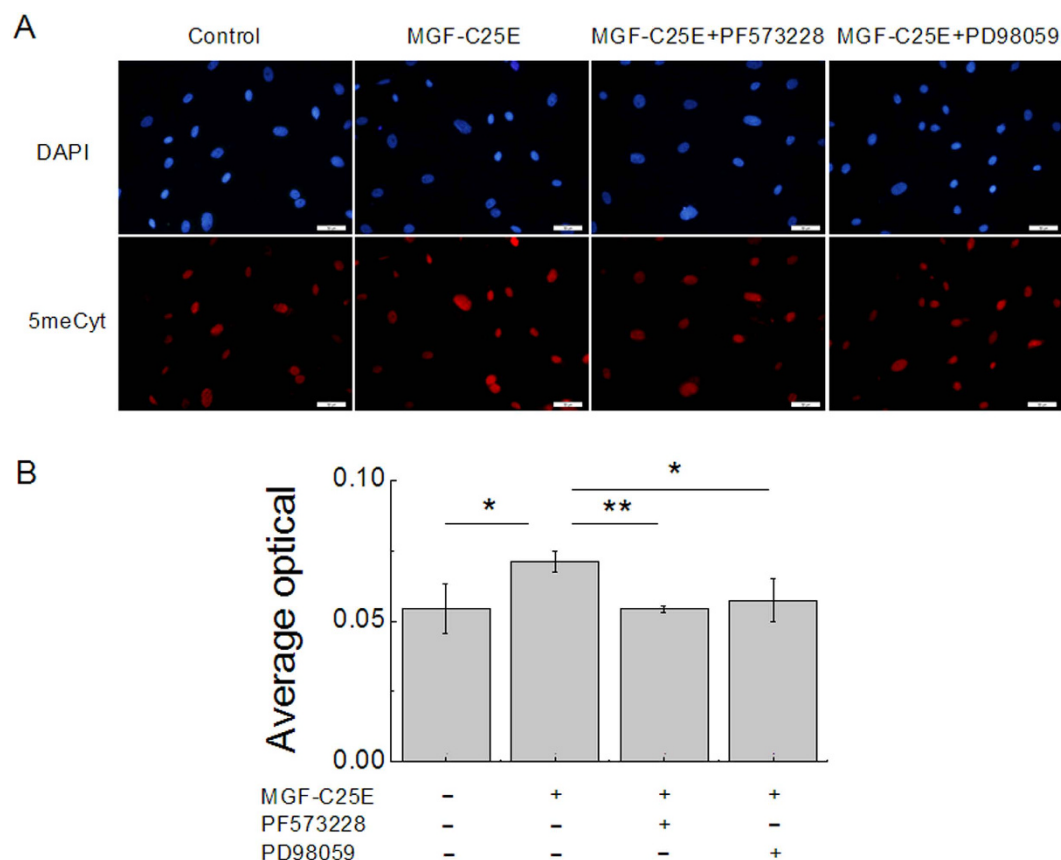 A
Control MGF-C25E MGF-C25E+PF573228 MGF-C25E+PD98059
DAPI
5meCyt
B
Average optical
0.10
0.05
0.00
* ** *
MGF-C25E – + + +
PF573228 – – + –
PD98059 – – – +